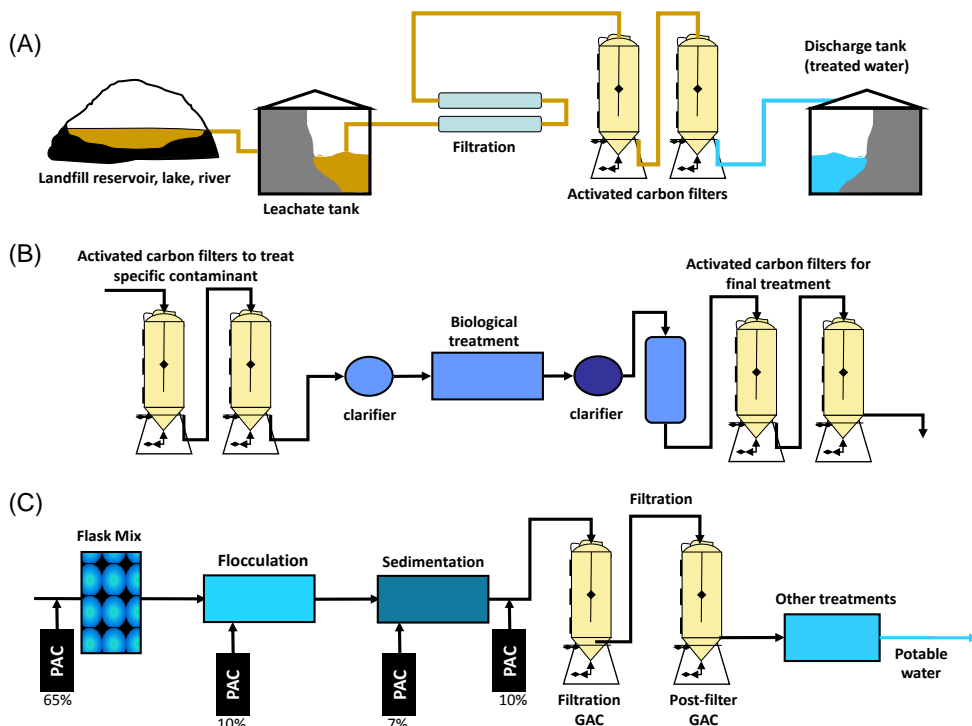 (A)
Discharge tank
(treated water)
Filtration
Landfill reservoir, lake, river
Leachate tank
Activated carbon filters
(B)
Activated carbon filters to treat
specific contaminant
Activated carbon filters for
final treatment
Biological
treatment
clarifier
clarifier
(C)
Filtration
Flask Mix
Flocculation
Sedimentation
Other treatments
PAC
65%
PAC
10%
PAC
7%
PAC
10%
Potable
water
Filtration
GAC
Post-filter
GAC